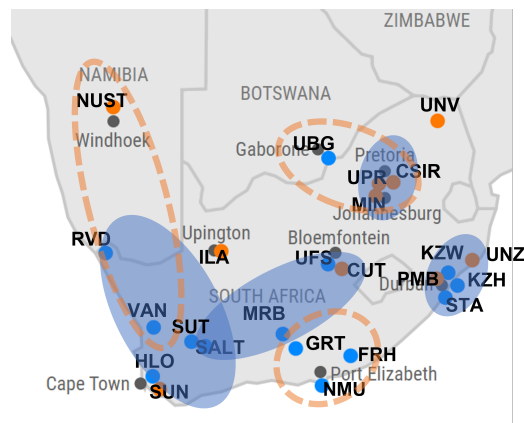 ZIMBABWE
NAMIBIA
NUST
BOTSWANA
UNV
Windhoek
Gaborone
UBG
Pretoria
UPR
CSIR
MIN
Johannesburg
RVD
Upington
ILA
Bloemfontein
UFS
CUT
KZW
UNZ
PMB
KZH
Durban
STA
SOUTH AFRICA
VAN
SUT
MRB
SALT
GRT
FRH
HLO
Port Elizabeth
Cape Town
SUN
NMU